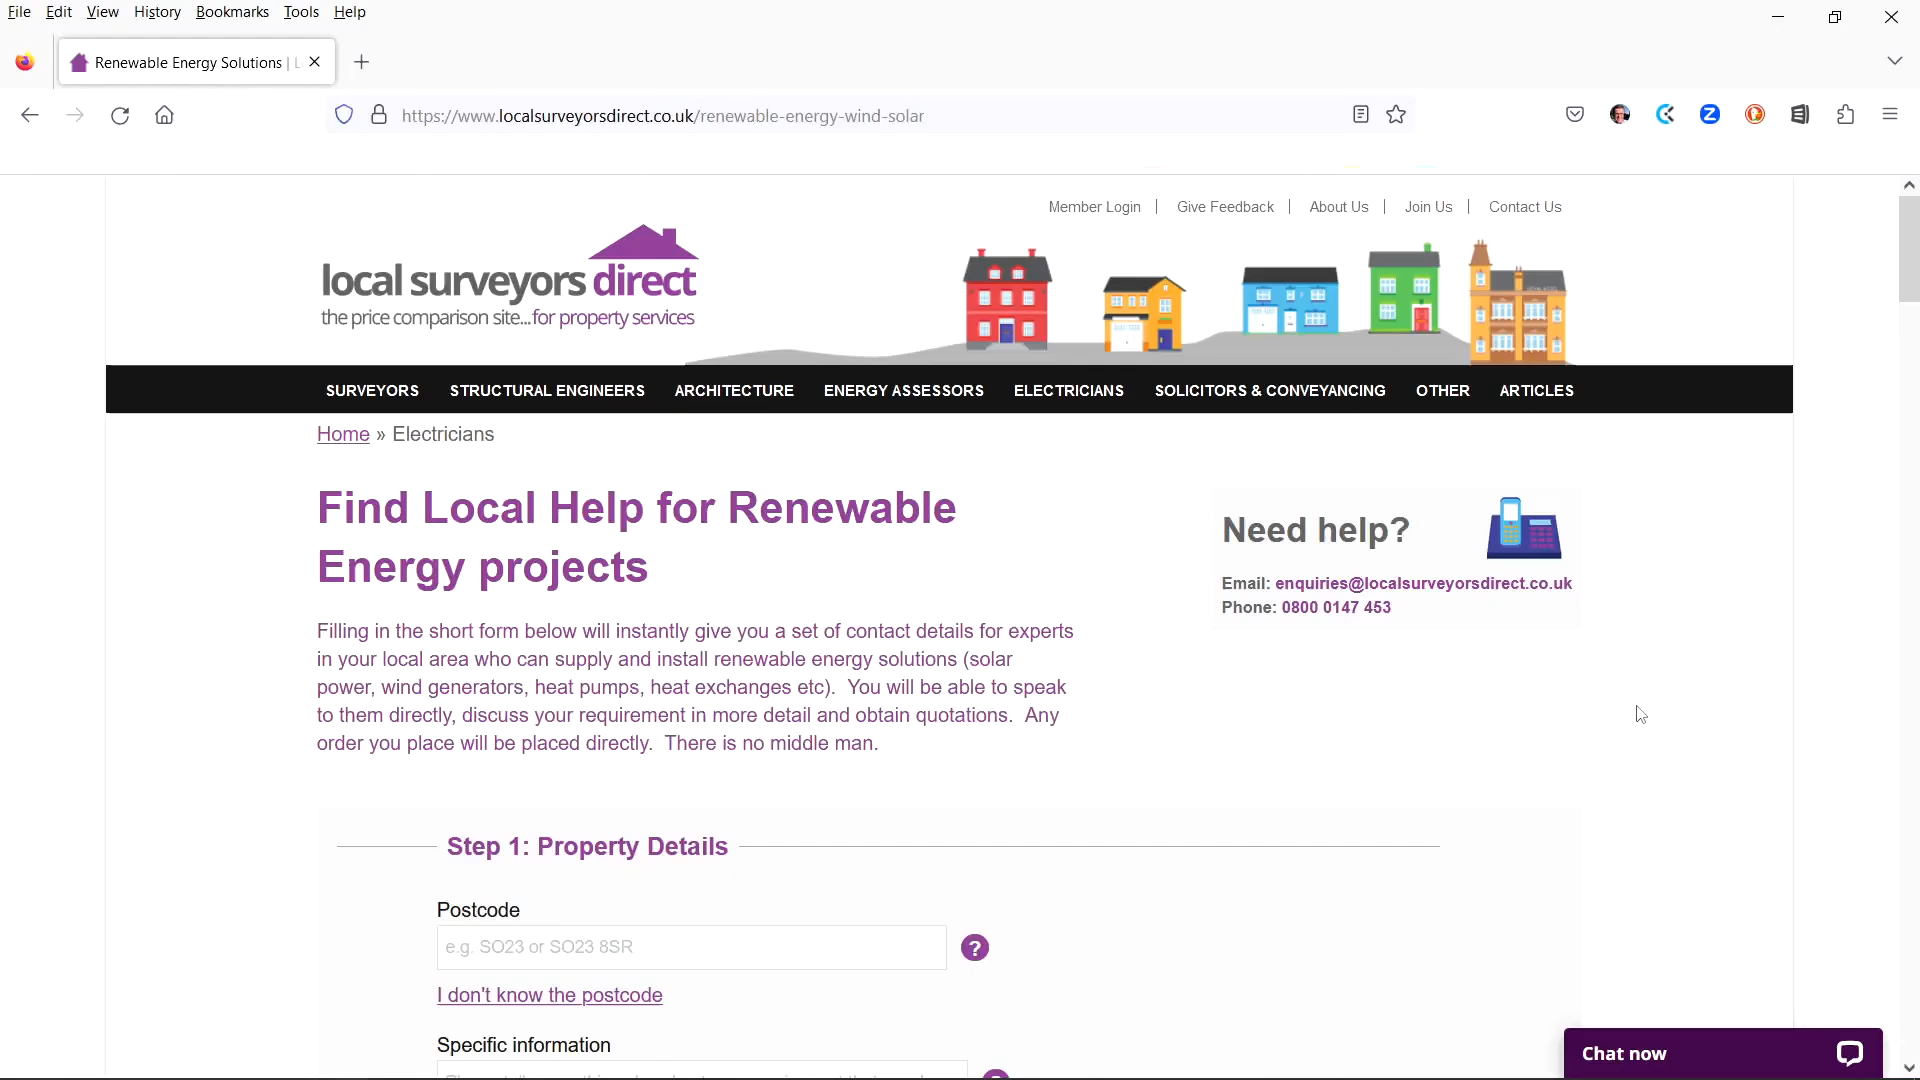 File Edit View History Bookmarks Tools Help
Renewable Energy Solutions | L
https://www.localsurveyorsdirect.co.uk/renewable-energy-wind-solar
Member Login | Give Feedback | About Us | Join Us | Contact Us
local surveyors direct
the price comparison site...for property services
SURVEYORS STRUCTURAL ENGINEERS ARCHITECTURE ENERGY ASSESSORS ELECTRICIANS SOLICITORS & CONVEYANCING OTHER ARTICLES
Home » Electricians
Find Local Help for Renewable
Energy projects
Filling in the short form below will instantly give you a set of contact details for experts
in your local area who can supply and install renewable energy solutions (solar
power, wind generators, heat pumps, heat exchanges etc). You will be able to speak
to them directly, discuss your requirement in more detail and obtain quotations. Any
order you place will be placed directly. There is no middle man.
Need help?
Email: enquiries@localsurveyorsdirect.co.uk
Phone: 0800 0147 453
Step 1: Property Details
Postcode
e.g. SO23 or SO23 8SR
?
I don't know the postcode
Specific information
Chat now